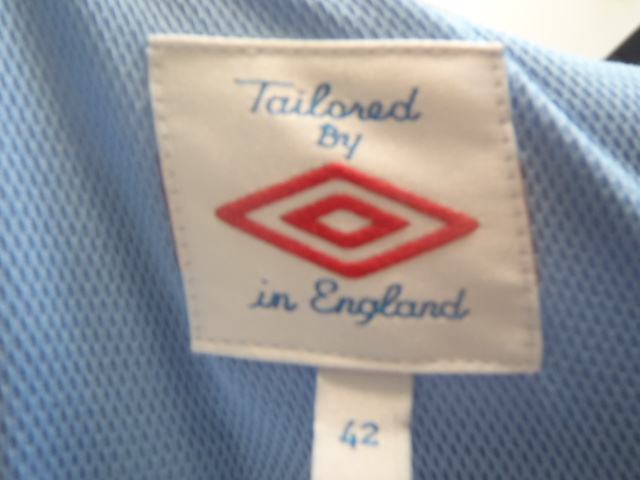 Tailored
By
in England
42